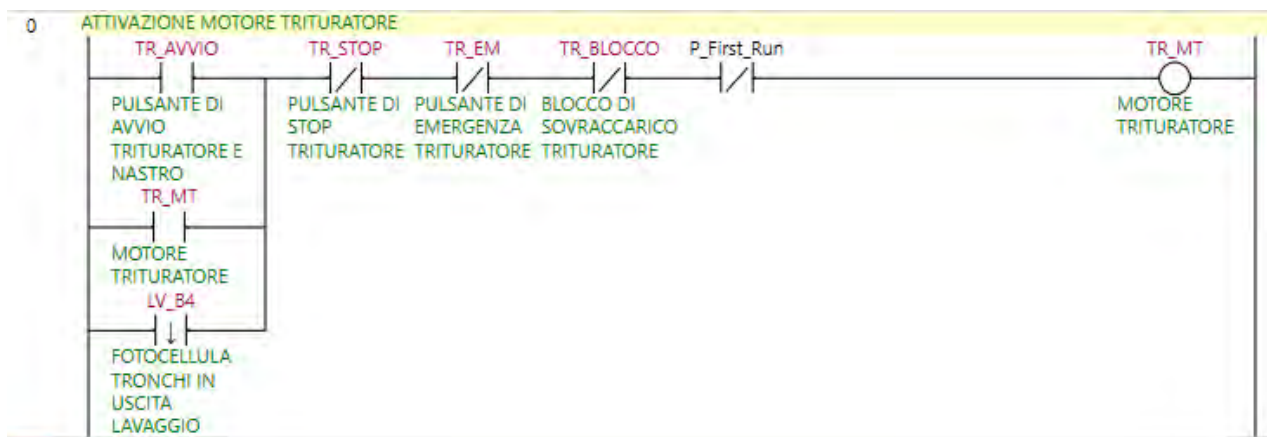 0
ATTIVAZIONE MOTORE TRITURATORE
TR_AVVIO
TR_STOP
TR_EM
TR_BLOCCO
P_First_Run
TR_MT
PULSANTE DI
AVVIO
TRITURATORE E
NASTRO
PULSANTE DI
STOP
TRITURATORE
PULSANTE DI
EMERGENZA
TRITURATORE
BLOCCO DI
SOVRACCARICO
TRITURATORE
MOTORE
TRITURATORE
TR_MT
MOTORE
TRITURATORE
LV_B4
FOTOCELLULA
TRONCHI IN
USCITA
LAVAGGIO